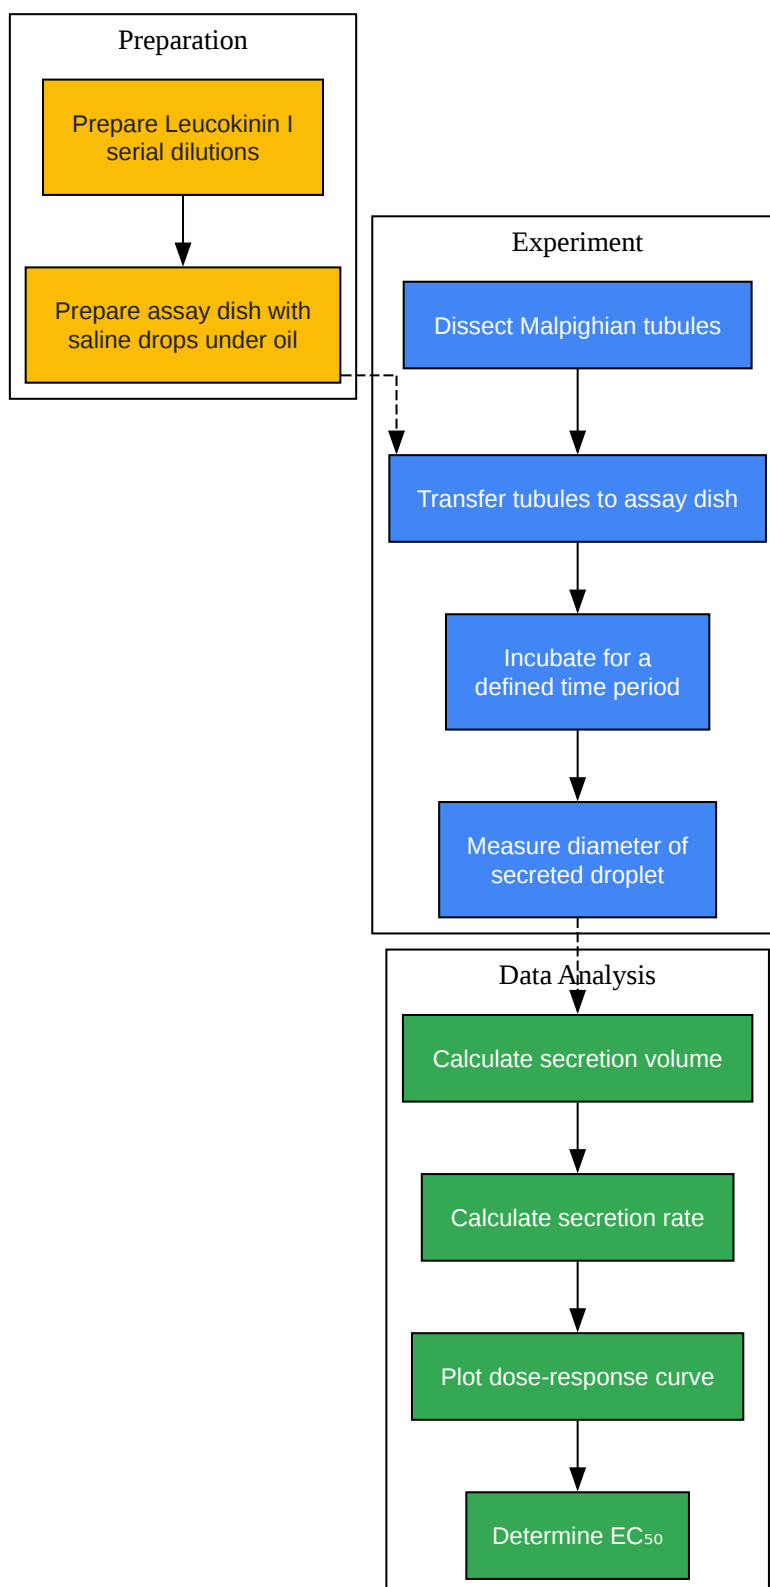 Preparation
Prepare Leucokinin I
serial dilutions
Prepare assay dish with
saline drops under oil
Experiment
Dissect Malpighian tubules
Transfer tubules to assay dish
Incubate for a
defined time period
Measure diameter of
secreted droplet
Data Analysis
Calculate secretion volume
Calculate secretion rate
Plot dose-response curve
Determine EC₅₀